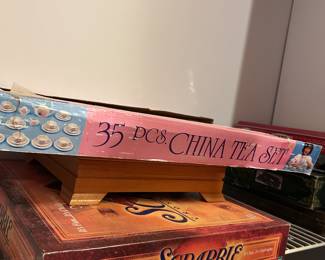 35 PCS. CHINA TEA SET
SCRABBLE